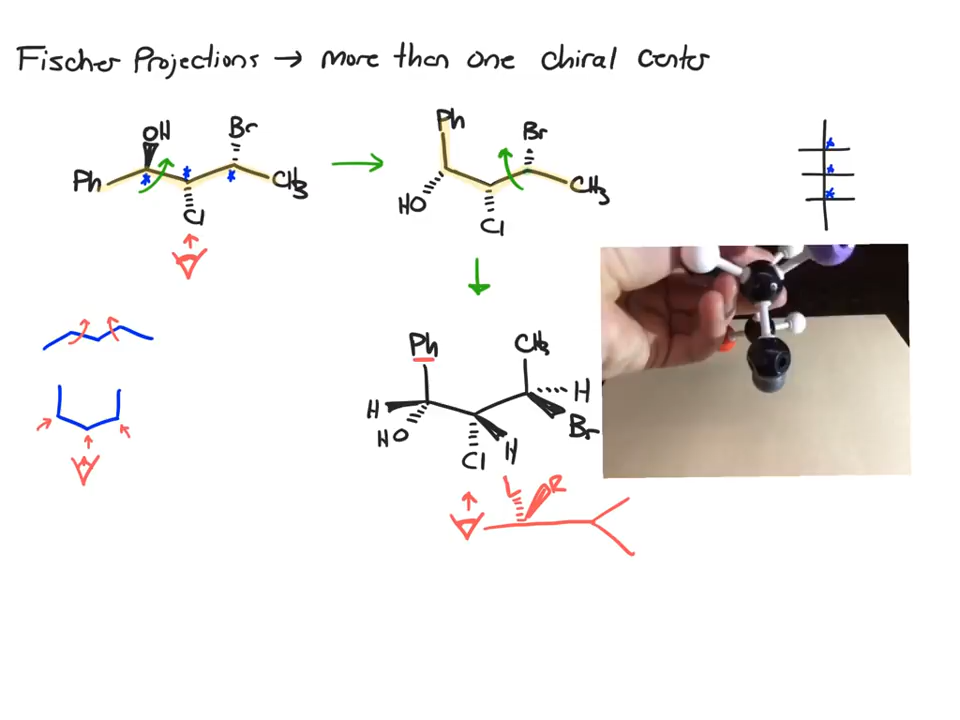 Fischer Projections → more than one chiral center
OH
Br
Ph
*
*
*
CH₃
Cl
Ph
Br
HO
CH₃
Cl
*
*
*
Ph
CH₃
H
HO
H
Br
Cl
H
L
R